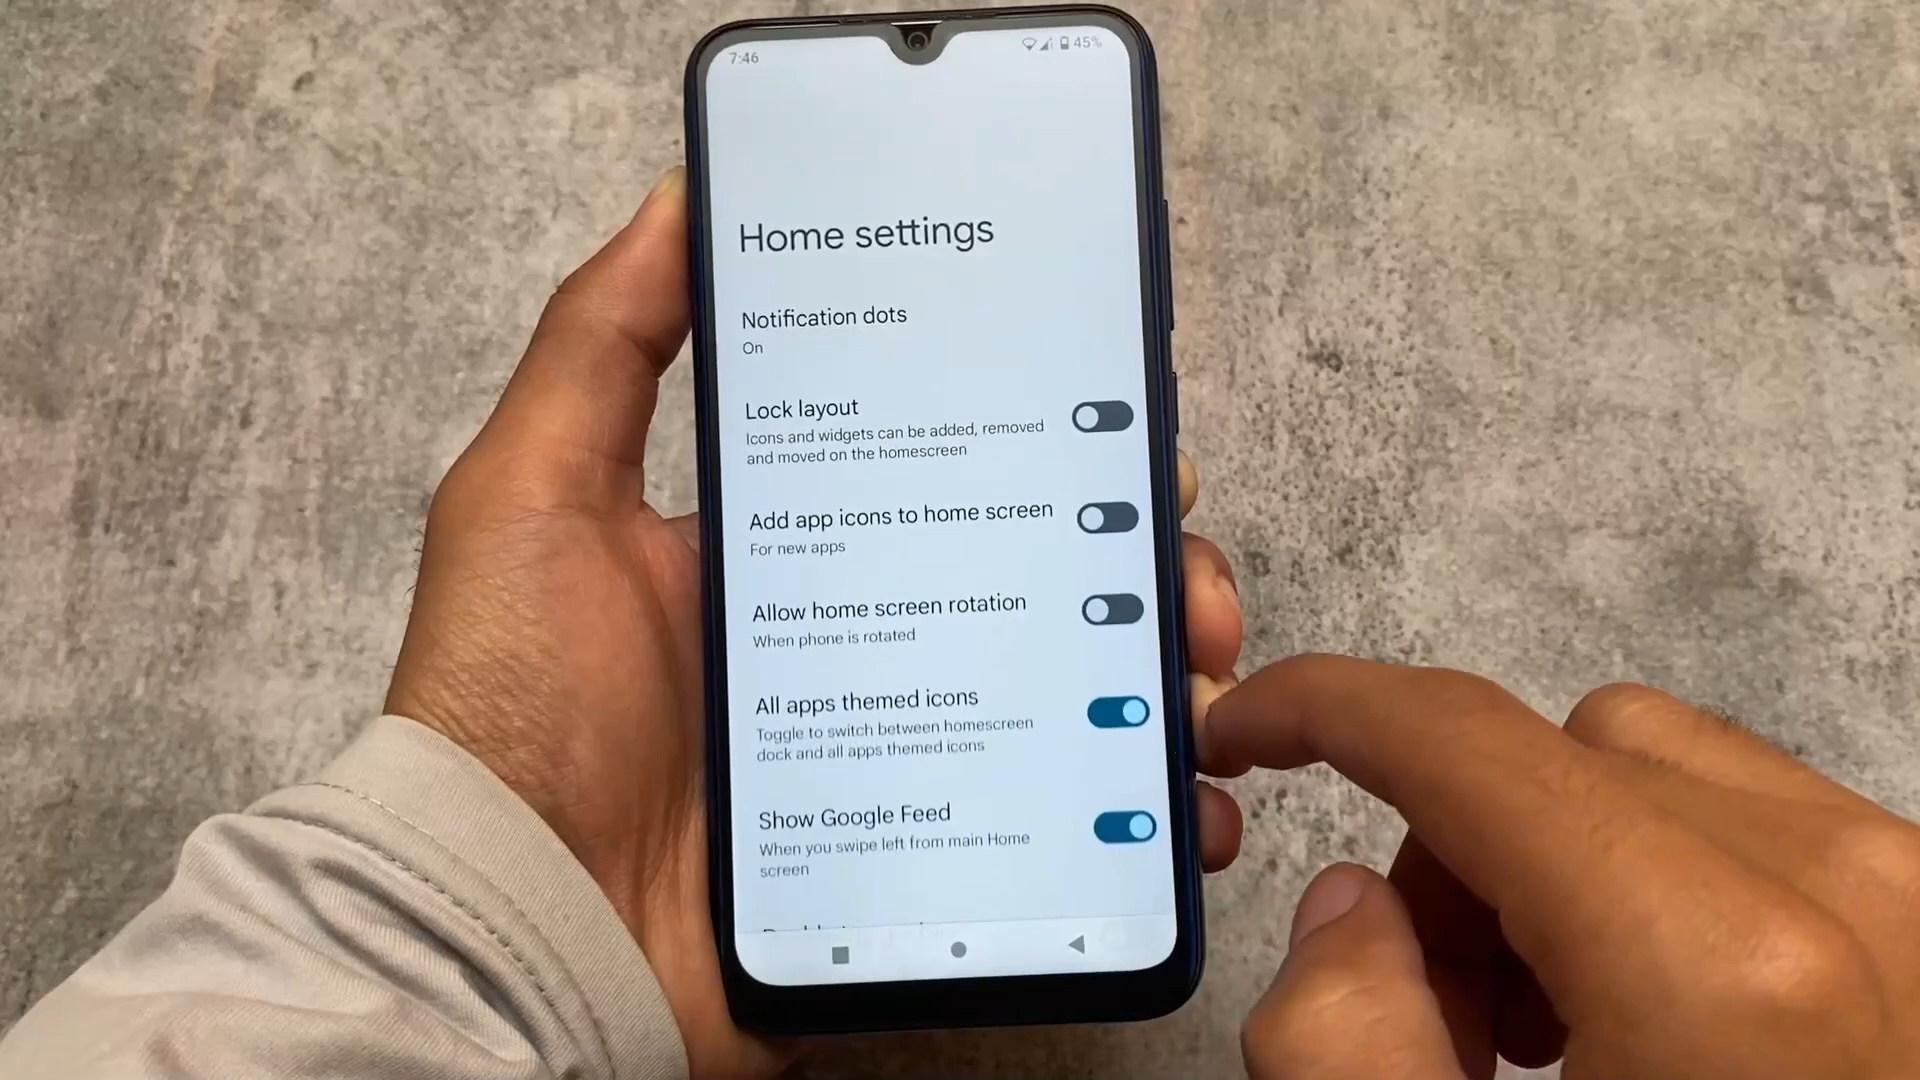 7:46
45%
Home settings
Notification dots
On
Lock layout
Icons and widgets can be added, removed
and moved on the homescreen
Add app icons to home screen
For new apps
Allow home screen rotation
When phone is rotated
All apps themed icons
Toggle to switch between homescreen
dock and all apps themed icons
Show Google Feed
When you swipe left from main Home
screen